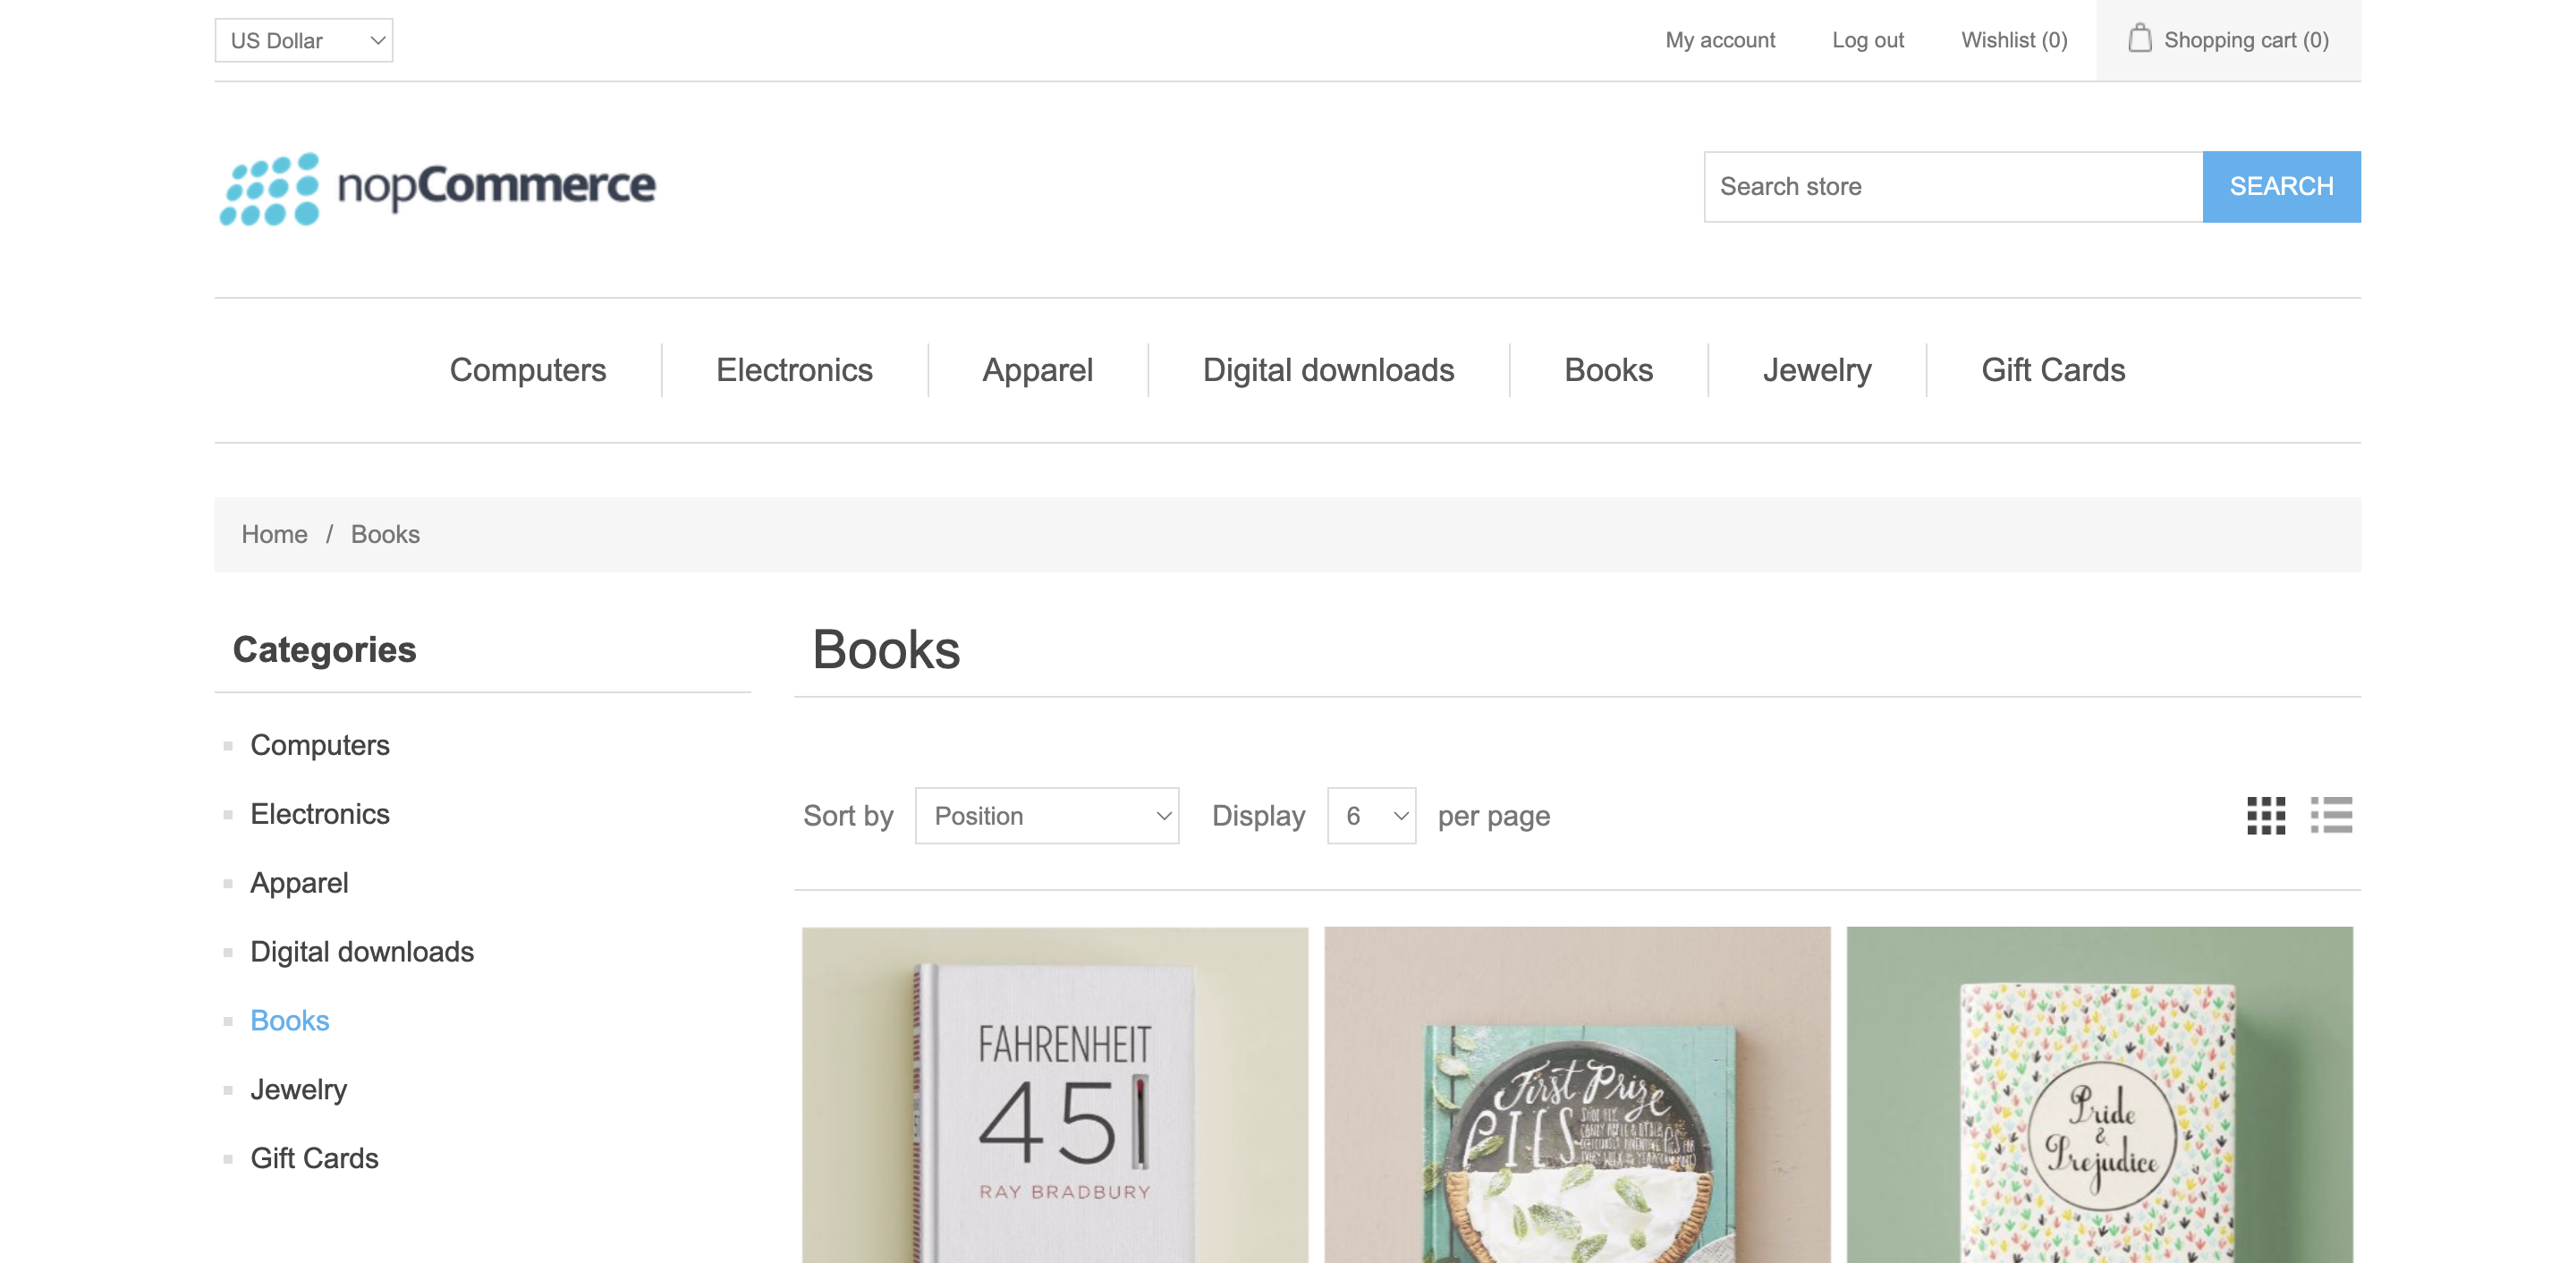 US Dollar
My account
Log out
Wishlist (0)
Shopping cart (0)
nopCommerce
Search store
SEARCH
Computers
Electronics
Apparel
Digital downloads
Books
Jewelry
Gift Cards
Home / Books
Categories
Computers
Electronics
Apparel
Digital downloads
Books
Jewelry
Gift Cards
Books
Sort by Position Display 6 per page
FAHRENHEIT
451
RAY BRADBURY
First Prize
PIES
Pride
&
Prejudice